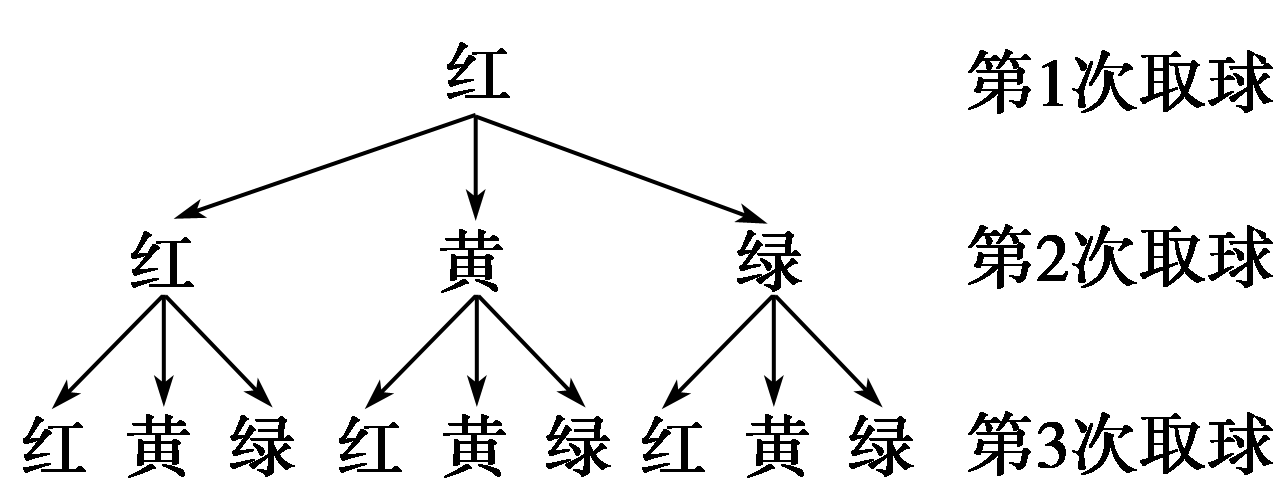 红 第1次取球
红 黄 绿 第2次取球
红 黄 绿 红 黄 绿 红 黄 绿 第3次取球